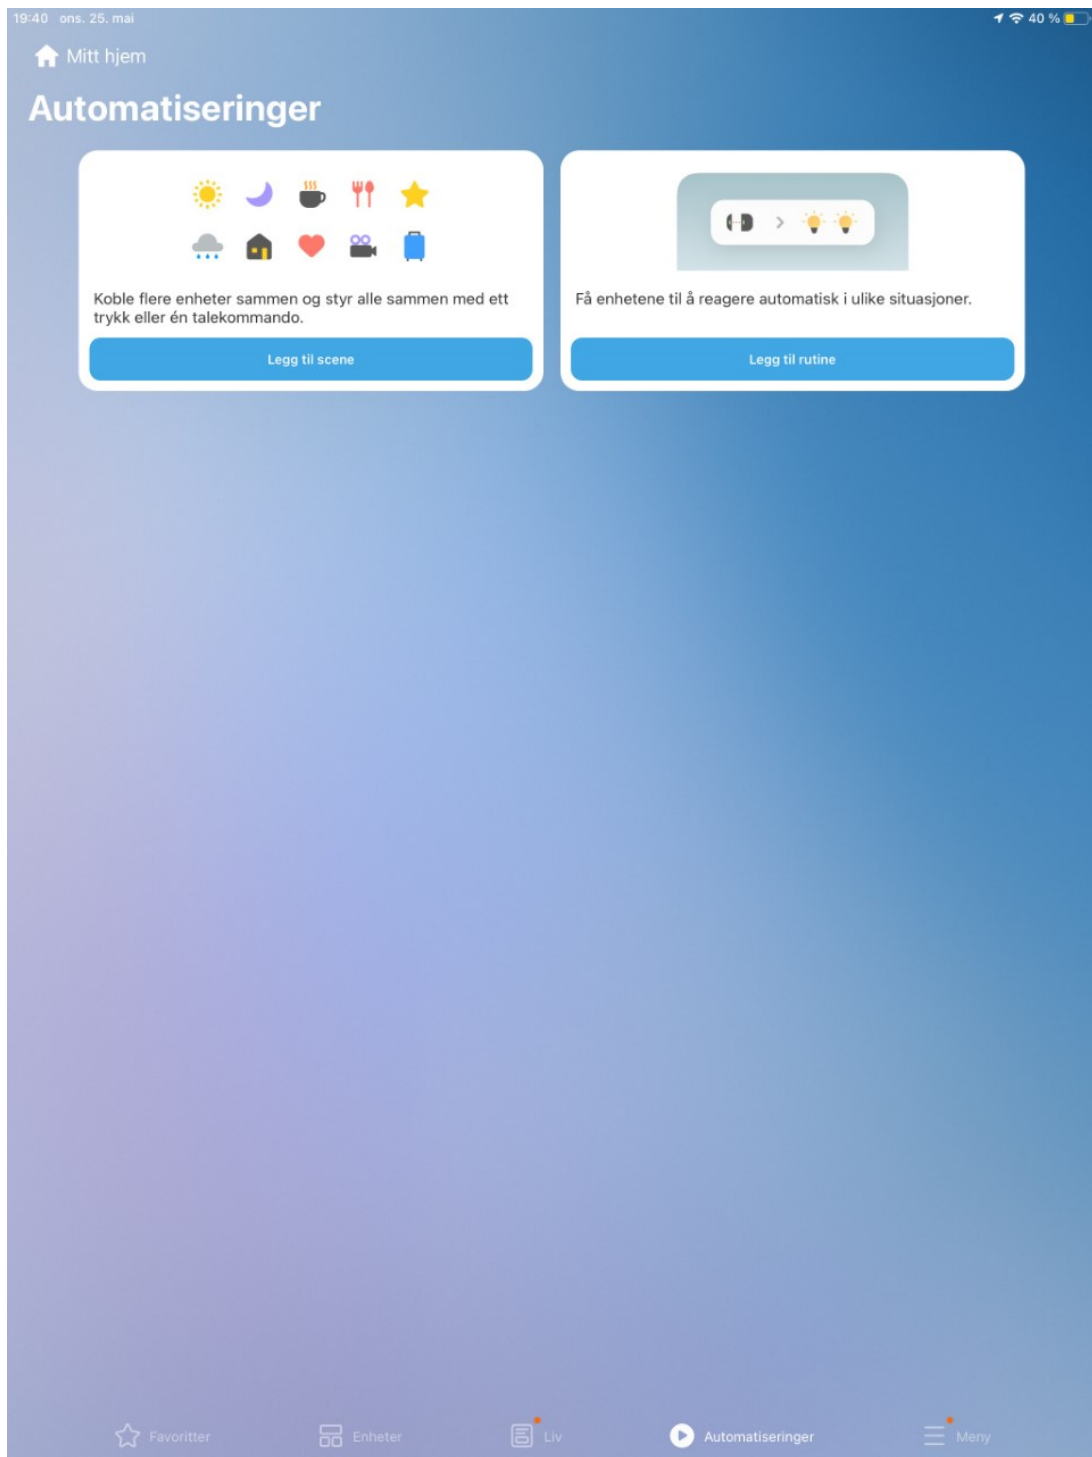 19:40 ons. 25. mai
40 %
Mitt hjem
Automatiseringer
Koble flere enheter sammen og styr alle sammen med ett
trykk eller én talekommando.
Legg til scene
Få enhetene til å reagere automatisk i ulike situasjoner.
Legg til rutine
Favoritter
Enheter
Liv
Automatiseringer
Meny